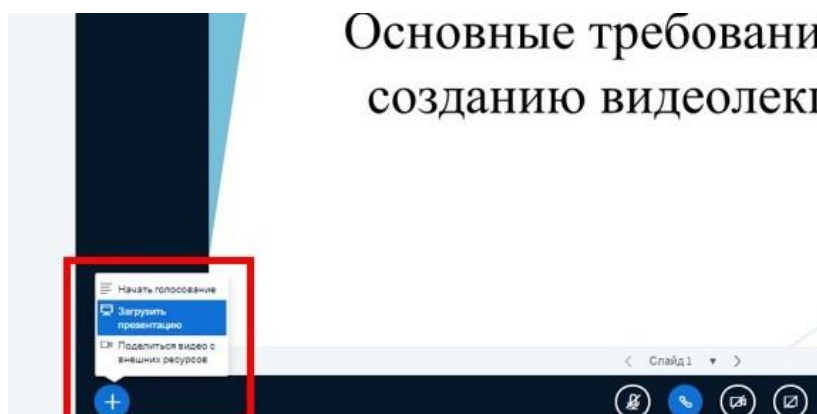 Основные требовани
созданию видеолекц
Начать голосование
Загрузить
презентацию
Поделиться видео с
внешних ресурсов
Слайд 1